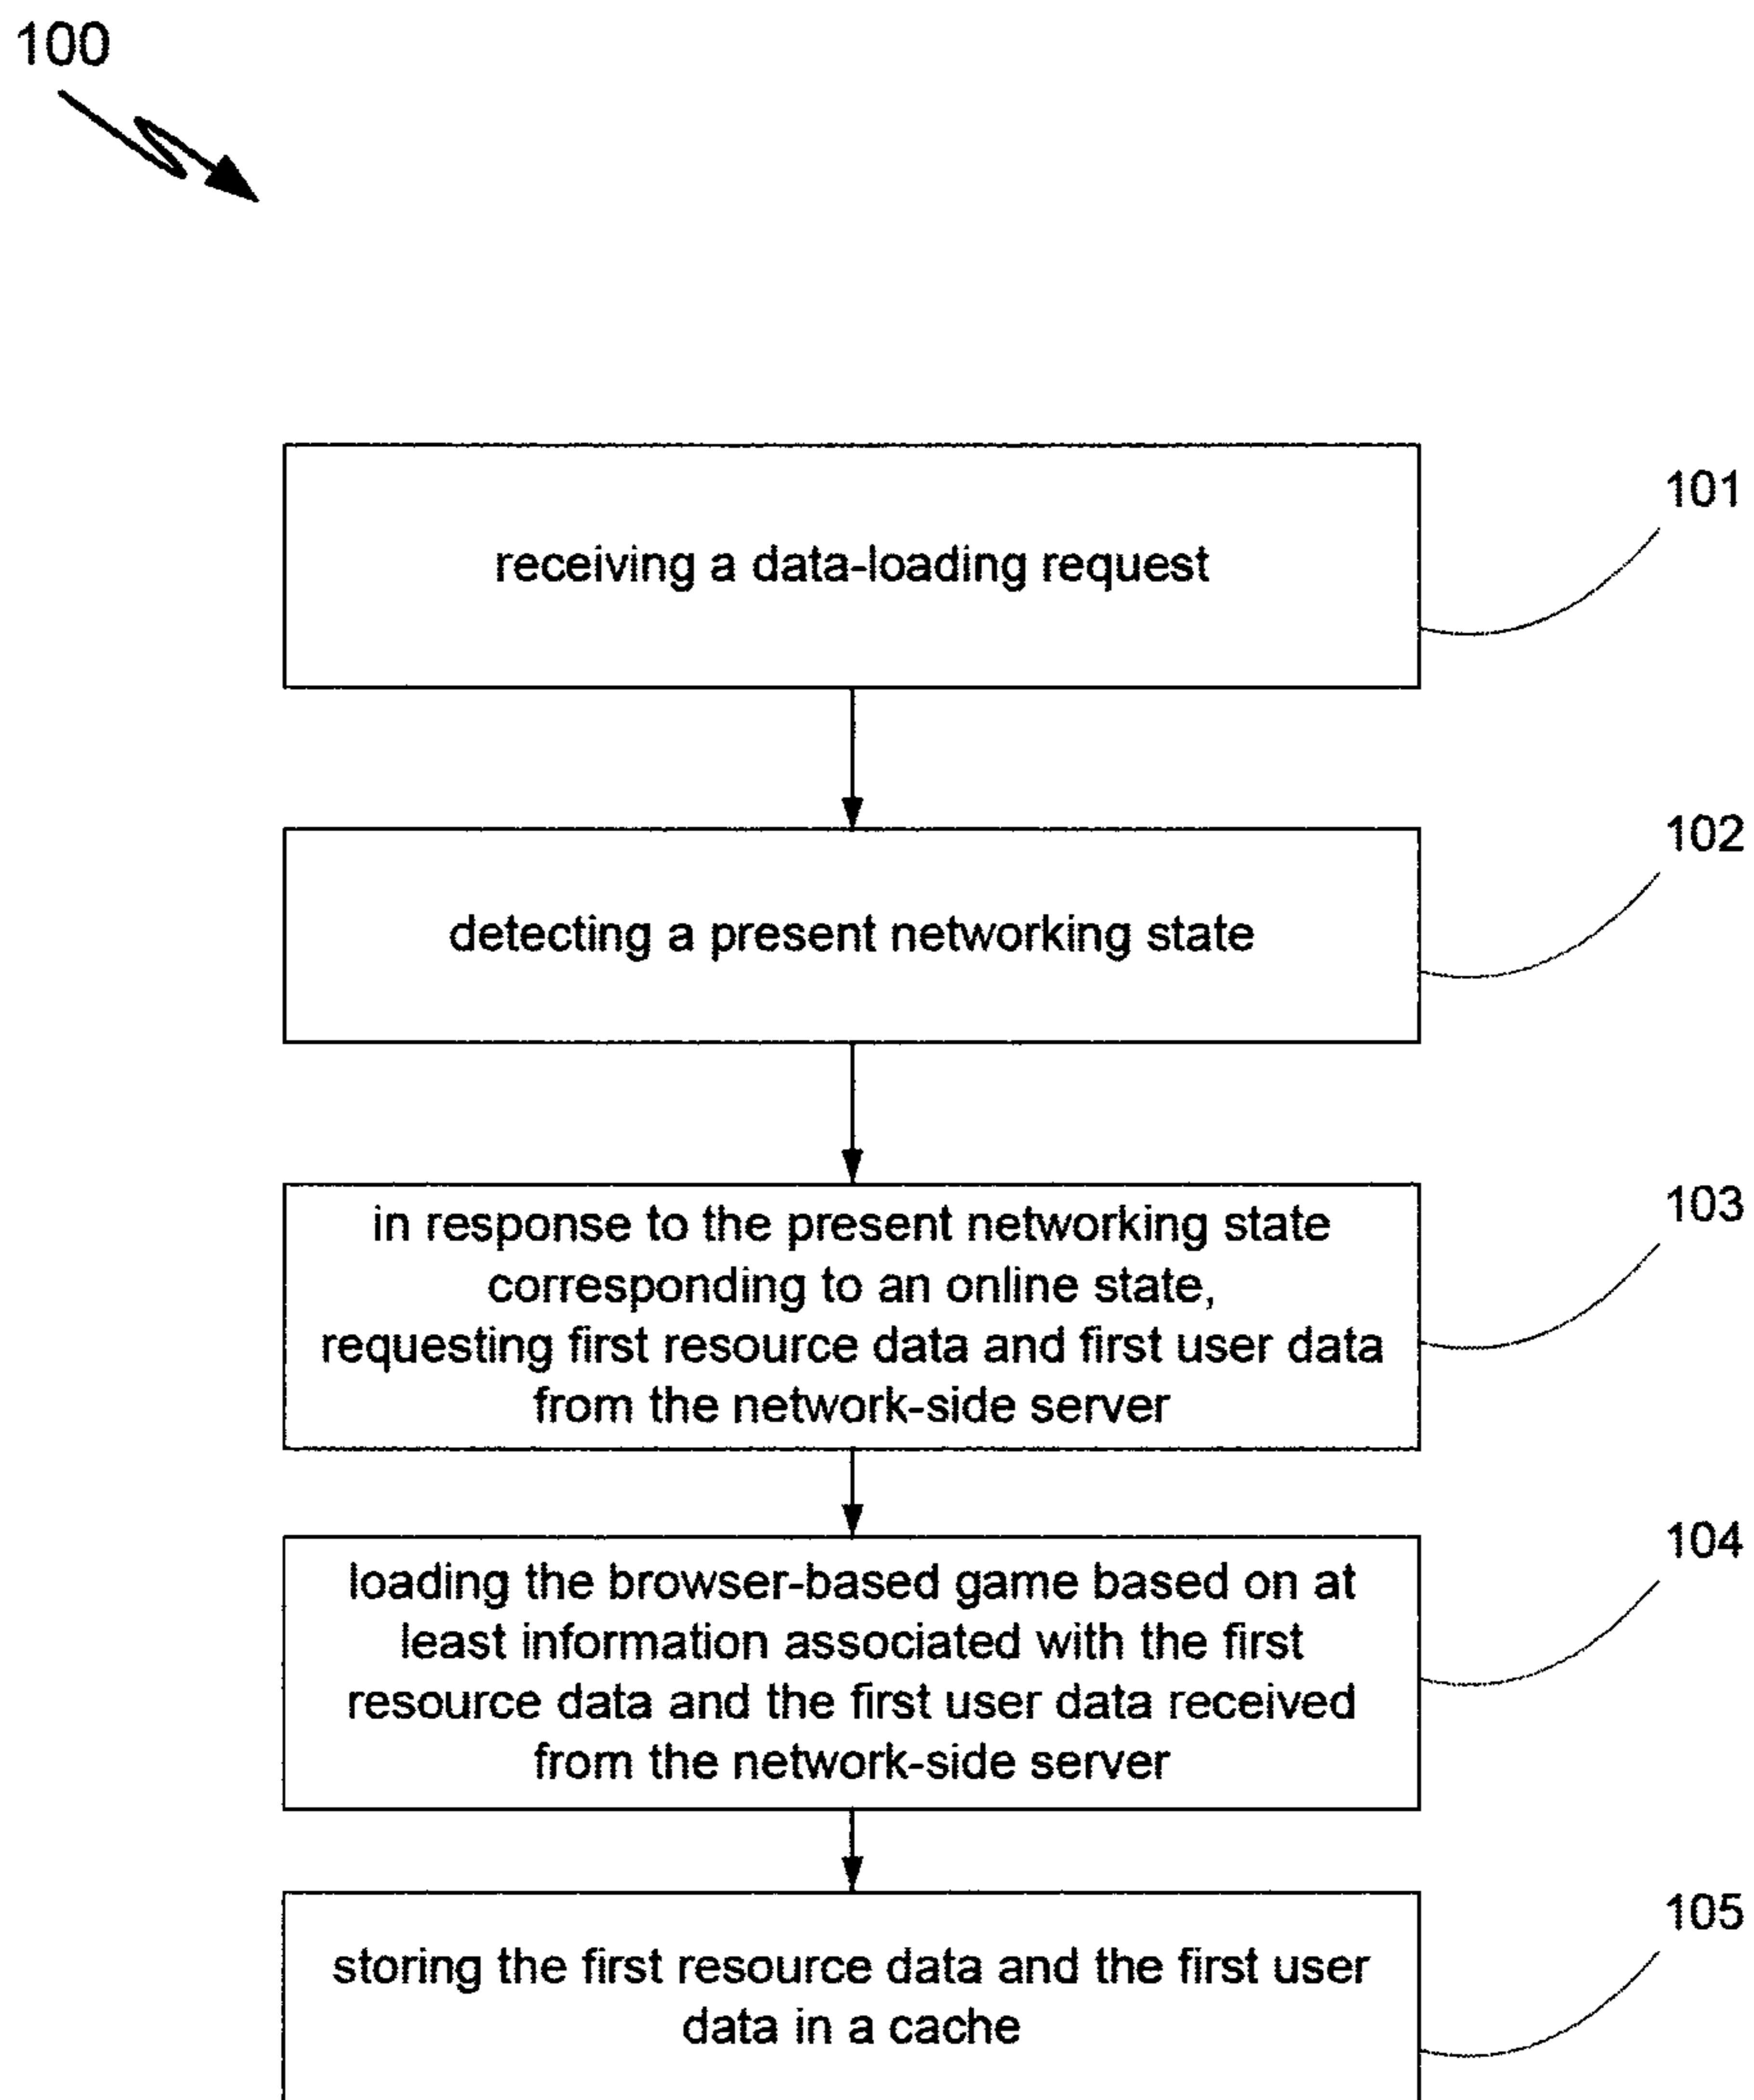 100
receiving a data-loading request
101
detecting a present networking state
102
in response to the present networking state
corresponding to an online state,
requesting first resource data and first user data
from the network-side server
103
loading the browser-based game based on at
least information associated with the first
resource data and the first user data received
from the network-side server
104
storing the first resource data and the first user
data in a cache
105